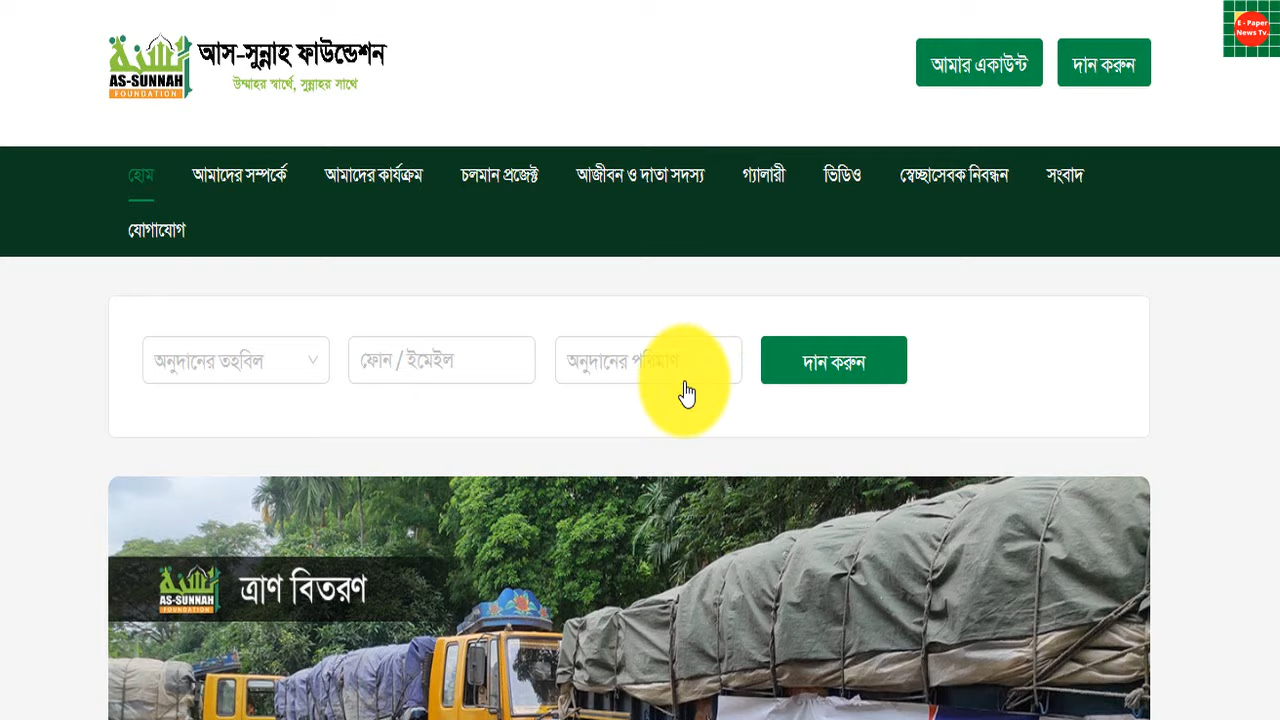 আস-সুন্নাহ ফাউন্ডেশন
উম্মাহর স্বার্থে, সুন্নাহর সাথে
AS-SUNNAH
FOUNDATION
আমার একাউন্ট
দান করুন
E - Paper
News Tv.
হোম আমাদের সম্পর্কে আমাদের কার্যক্রম চলমান প্রজেক্ট আজীবন ও দাতা সদস্য গ্যালারী ভিডিও স্বেচ্ছাসেবক নিবন্ধন সংবাদ
যোগাযোগ
অনুদানের তহবিল ফোন / ইমেইল অনুদানের পরিমাণ দান করুন
AS-SUNNAH
FOUNDATION
ত্রাণ বিতরণ